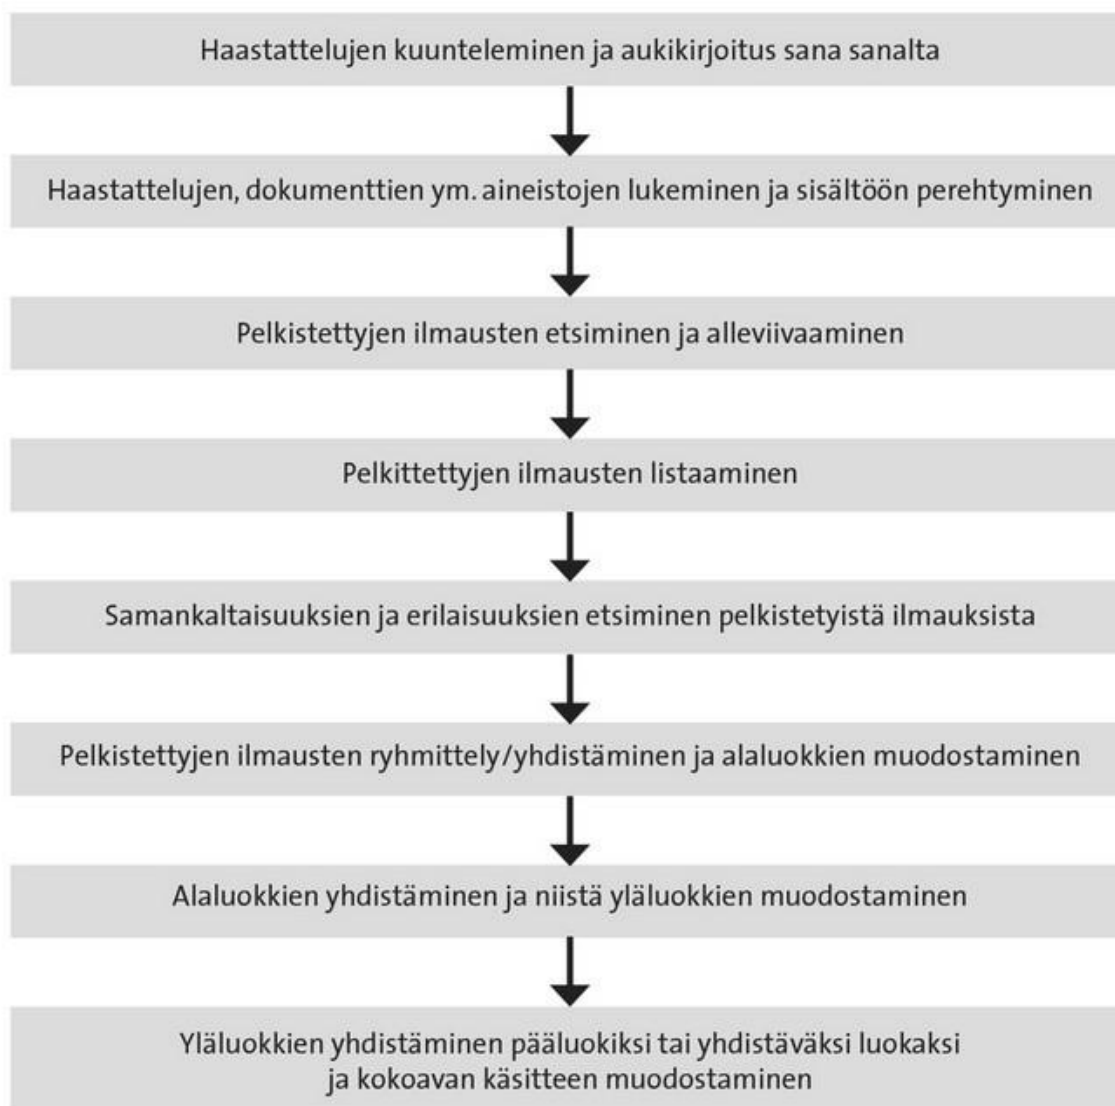 Haastattelujen kuunteleminen ja aukikirjoitus sana sanalta
Haastattelujen, dokumenttien ym. aineistojen lukeminen ja sisältöön perehtyminen
Pelkistettyjen ilmausten etsiminen ja alleviivaaminen
Pelkittettyjen ilmausten listaaminen
Samankaltaisuuksien ja erilaisuuksien etsiminen pelkistetyistä ilmauksista
Pelkistettyjen ilmausten ryhmittely/yhdistäminen ja alaluokkien muodostaminen
Alaluokkien yhdistäminen ja niistä yläluokkien muodostaminen
Yläluokkien yhdistäminen pääluokiksi tai yhdistäväksi luokaksi
ja kokoavan käsitteen muodostaminen